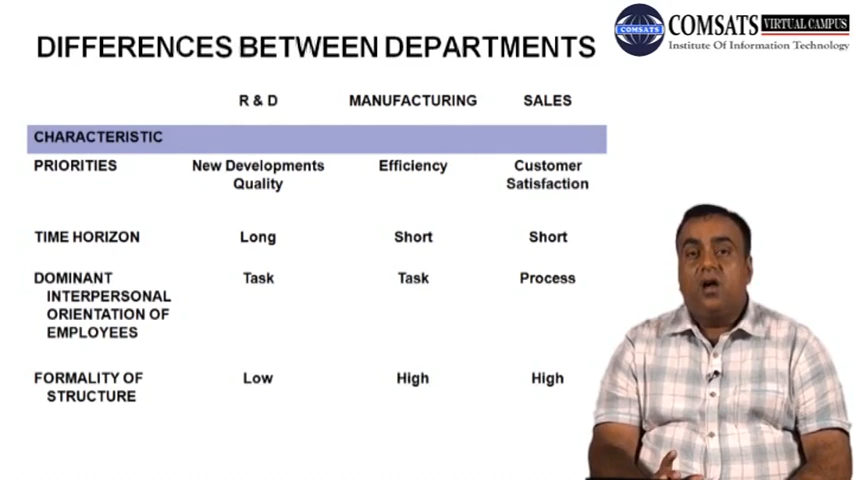 DIFFERENCES BETWEEN DEPARTMENTS
COMSATS
COMSATS VIRTUAL CAMPUS
Institute Of Information Technology
R & D MANUFACTURING SALES
CHARACTERISTIC
PRIORITIES New Developments Efficiency Customer
Quality Satisfaction
TIME HORIZON Long Short Short
DOMINANT Task Task Process
INTERPERSONAL
ORIENTATION OF
EMPLOYEES
FORMALITY OF Low High High
STRUCTURE